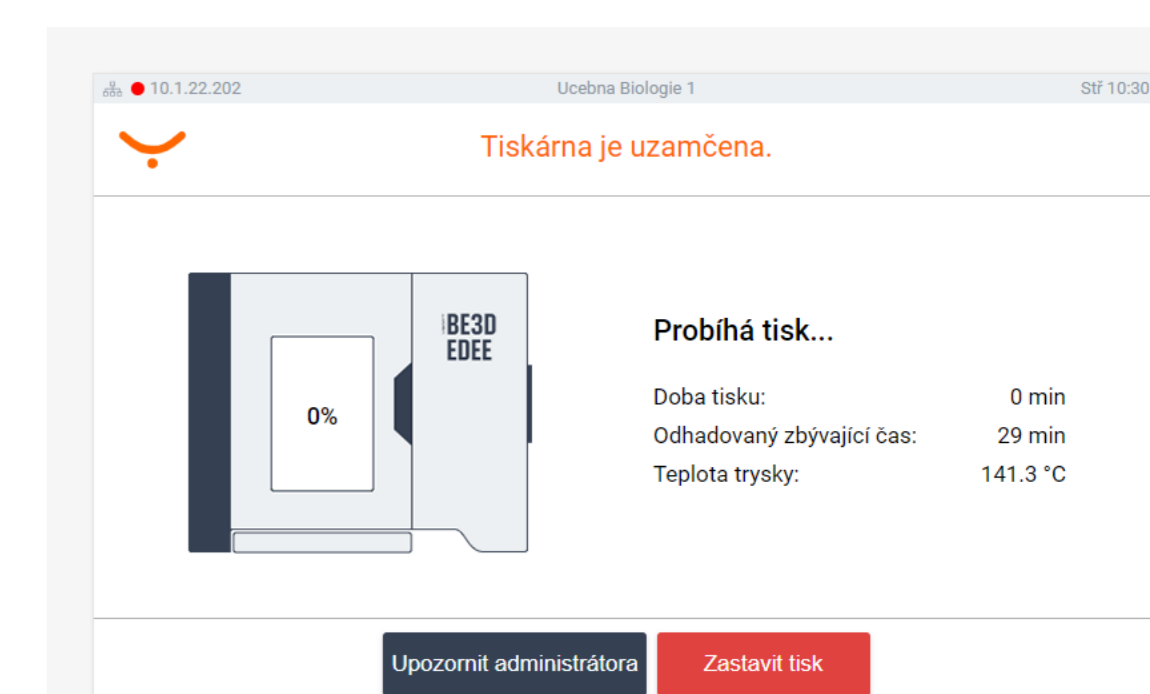 10.1.22.202 Ucebna Biologie 1 Stř 10:30
Tiskárna je uzamčena.
BE3D
EDEE
0%
Probíhá tisk...
Doba tisku: 0 min
Odhadovaný zbývající čas: 29 min
Teplota trysky: 141.3 °C
Upozornit administrátora Zastavit tisk